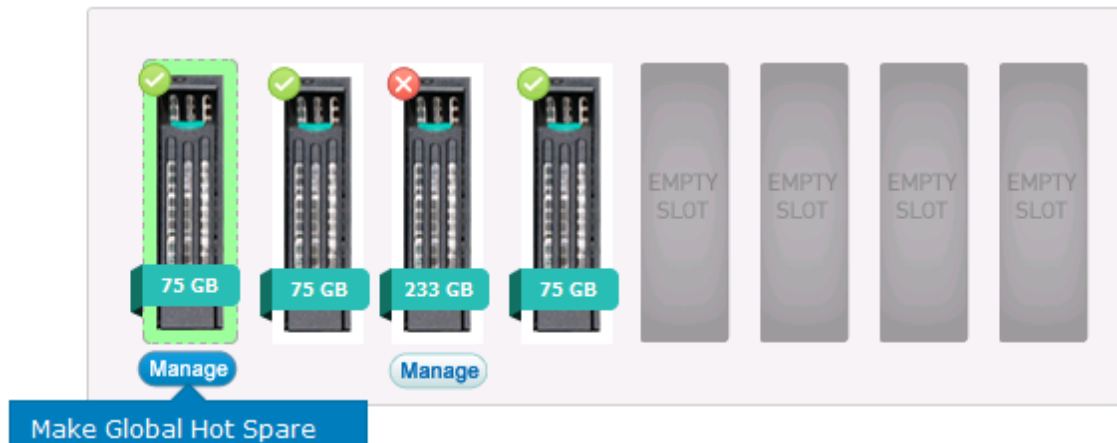 EMPTY SLOT
EMPTY SLOT
EMPTY SLOT
EMPTY SLOT
75 GB
75 GB
233 GB
75 GB
Manage
Manage
Make Global Hot Spare